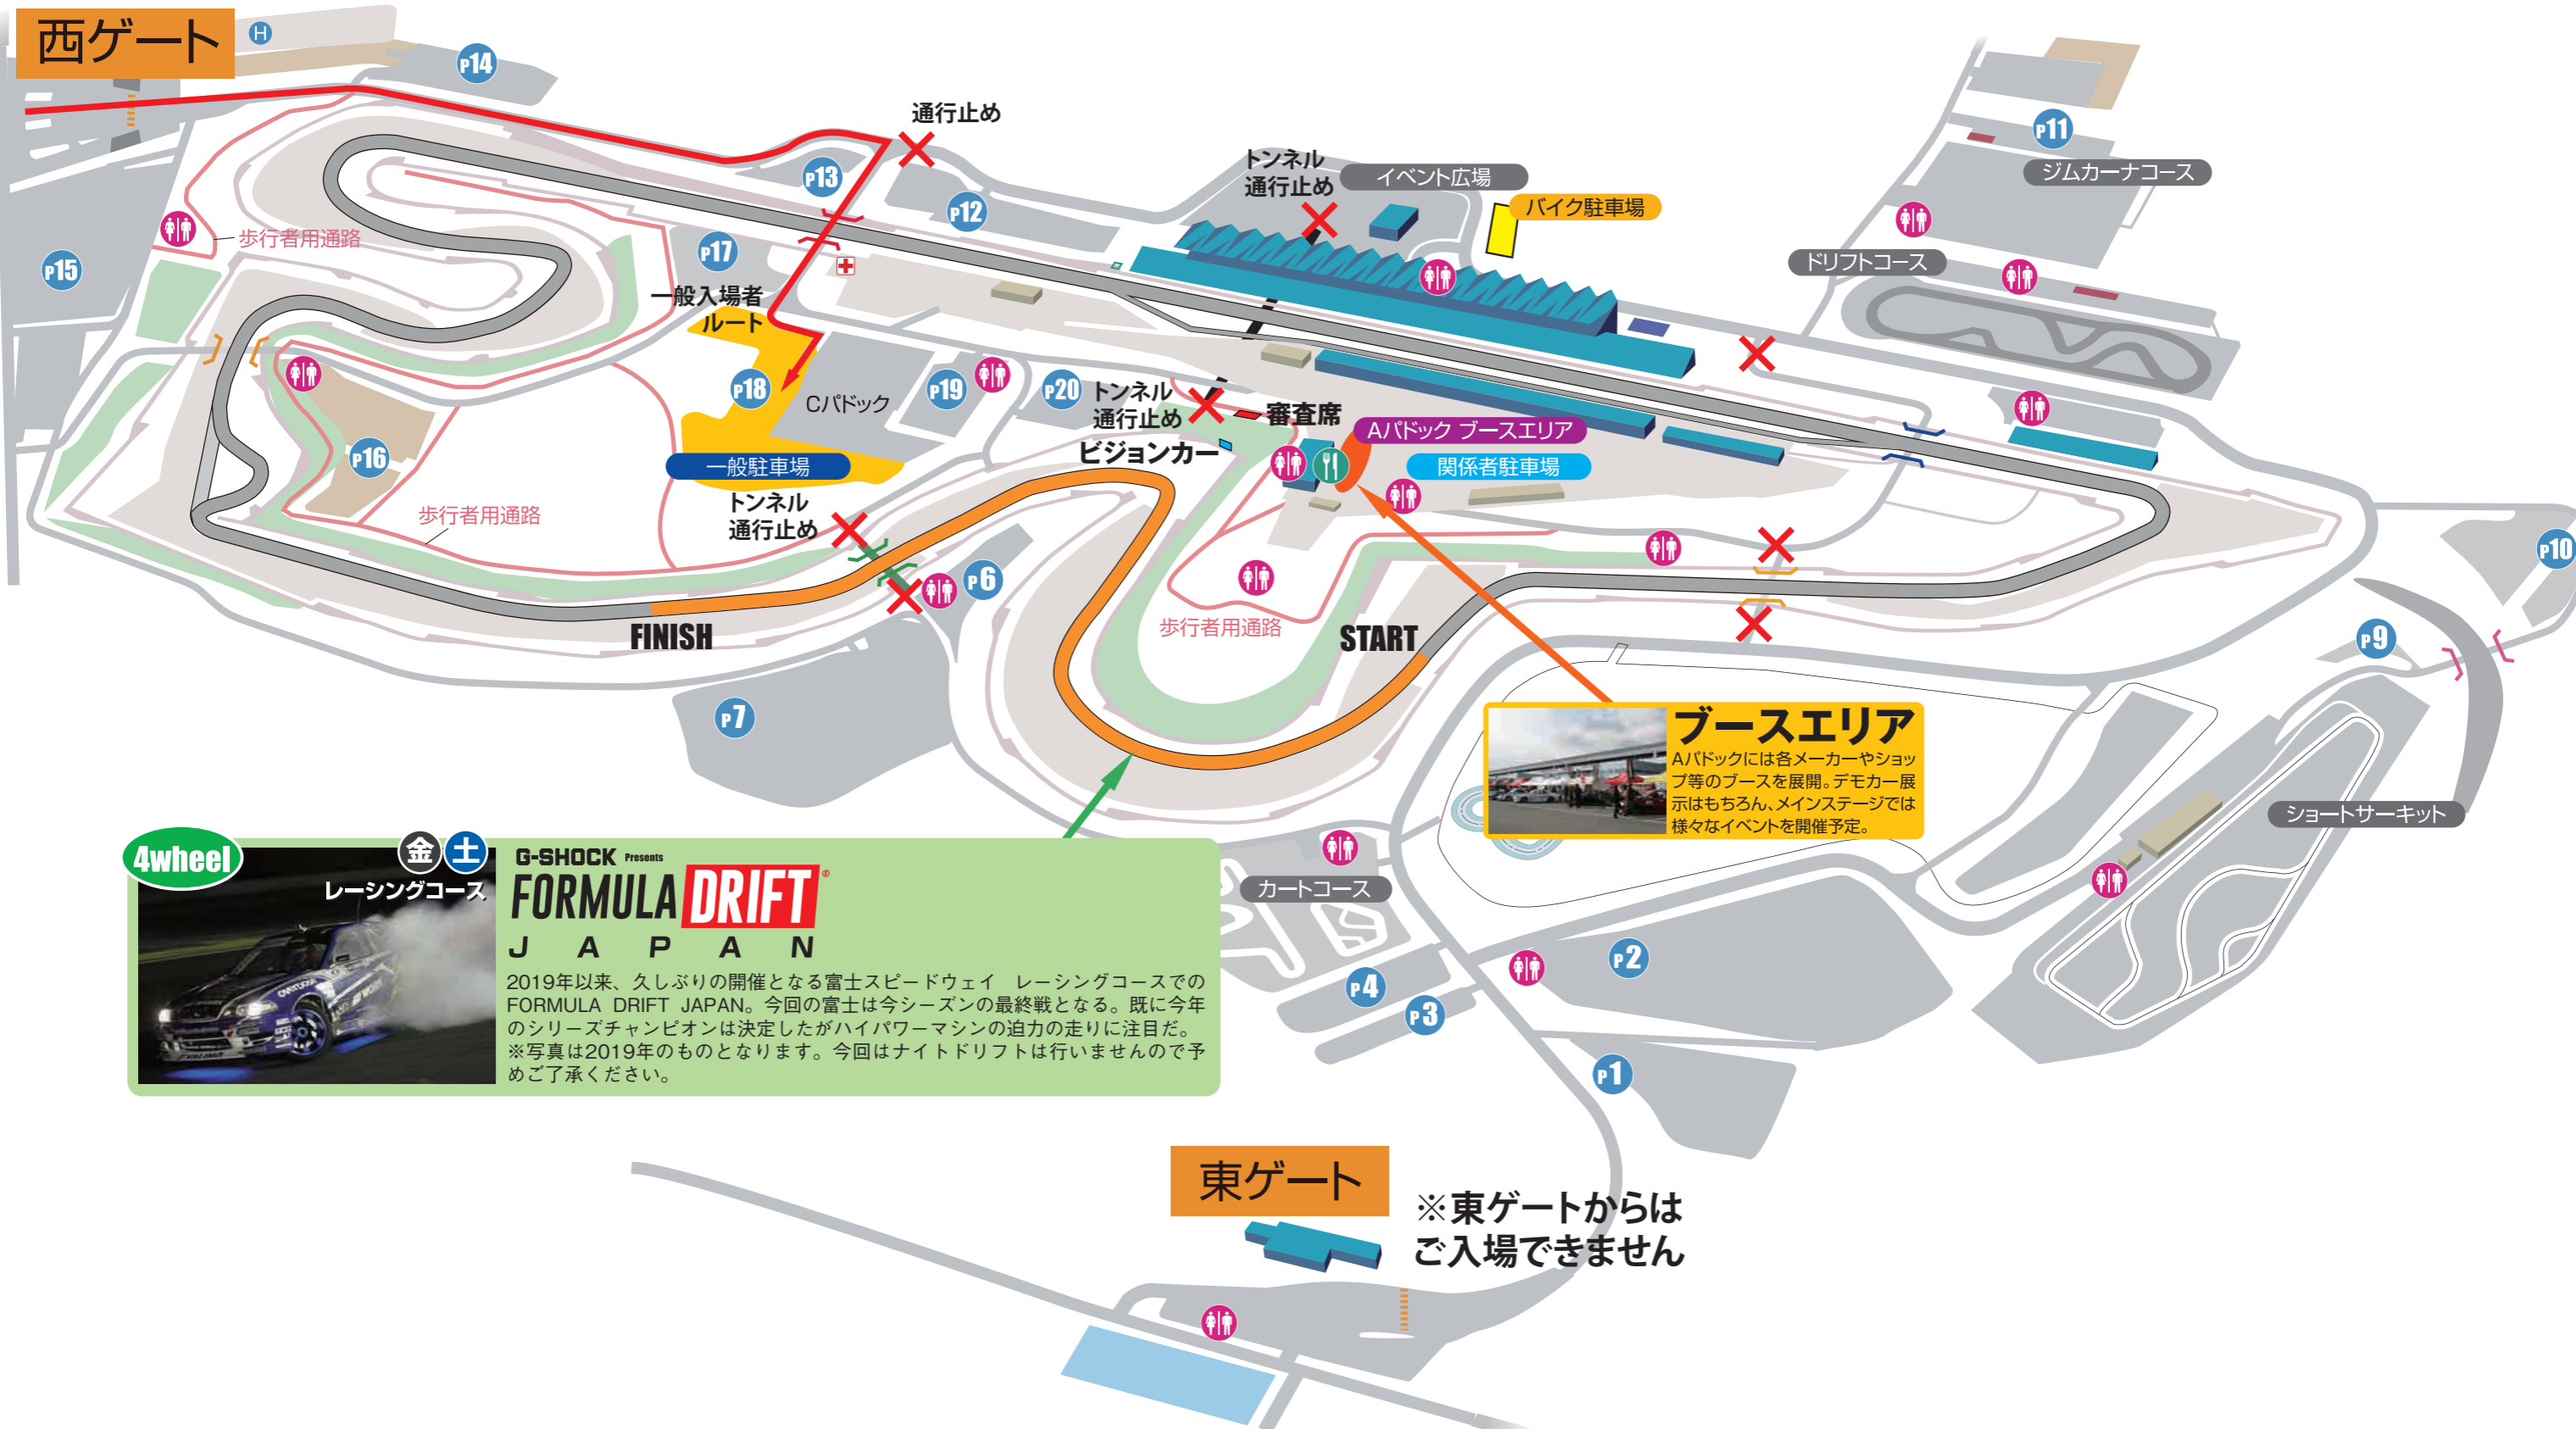 西ゲート
H
P14
通行止め
トンネル
通行止め
イベント広場
バイク駐車場
P11
ジムカーナコース
P13
P12
P15
歩行者用通路
P17
ドリフトコース
一般入場者
ルート
P18
Cパドック
P19
P20
トンネル
通行止め
審査席
Aパドック ブースエリア
ビジョンカー
関係者駐車場
P16
一般駐車場
トンネル
通行止め
歩行者用通路
P6
P10
FINISH
歩行者用通路
START
P9
P7
ブースエリア
Aパドックには各メーカーやショッ
プ等のブースを展開。デモカー展
示はもちろん、メインステージでは
様々なイベントを開催予定。
ショートサーキット
4wheel
金 土
レーシングコース
G-SHOCK Presents
FORMULA DRIFT®
JAPAN
2019年以来、久しぶりの開催となる富士スピードウェイ　レーシングコースでの
FORMULA DRIFT JAPAN。今回の富士は今シーズンの最終戦となる。既に今年
のシリーズチャンピオンは決定したがハイパワーマシンの迫力の走りに注目だ。
※写真は2019年のものとなります。今回はナイトドリフトは行いませんので予
めご了承ください。
カートコース
P4
P3
P2
P1
東ゲート
※東ゲートからは
ご入場できません